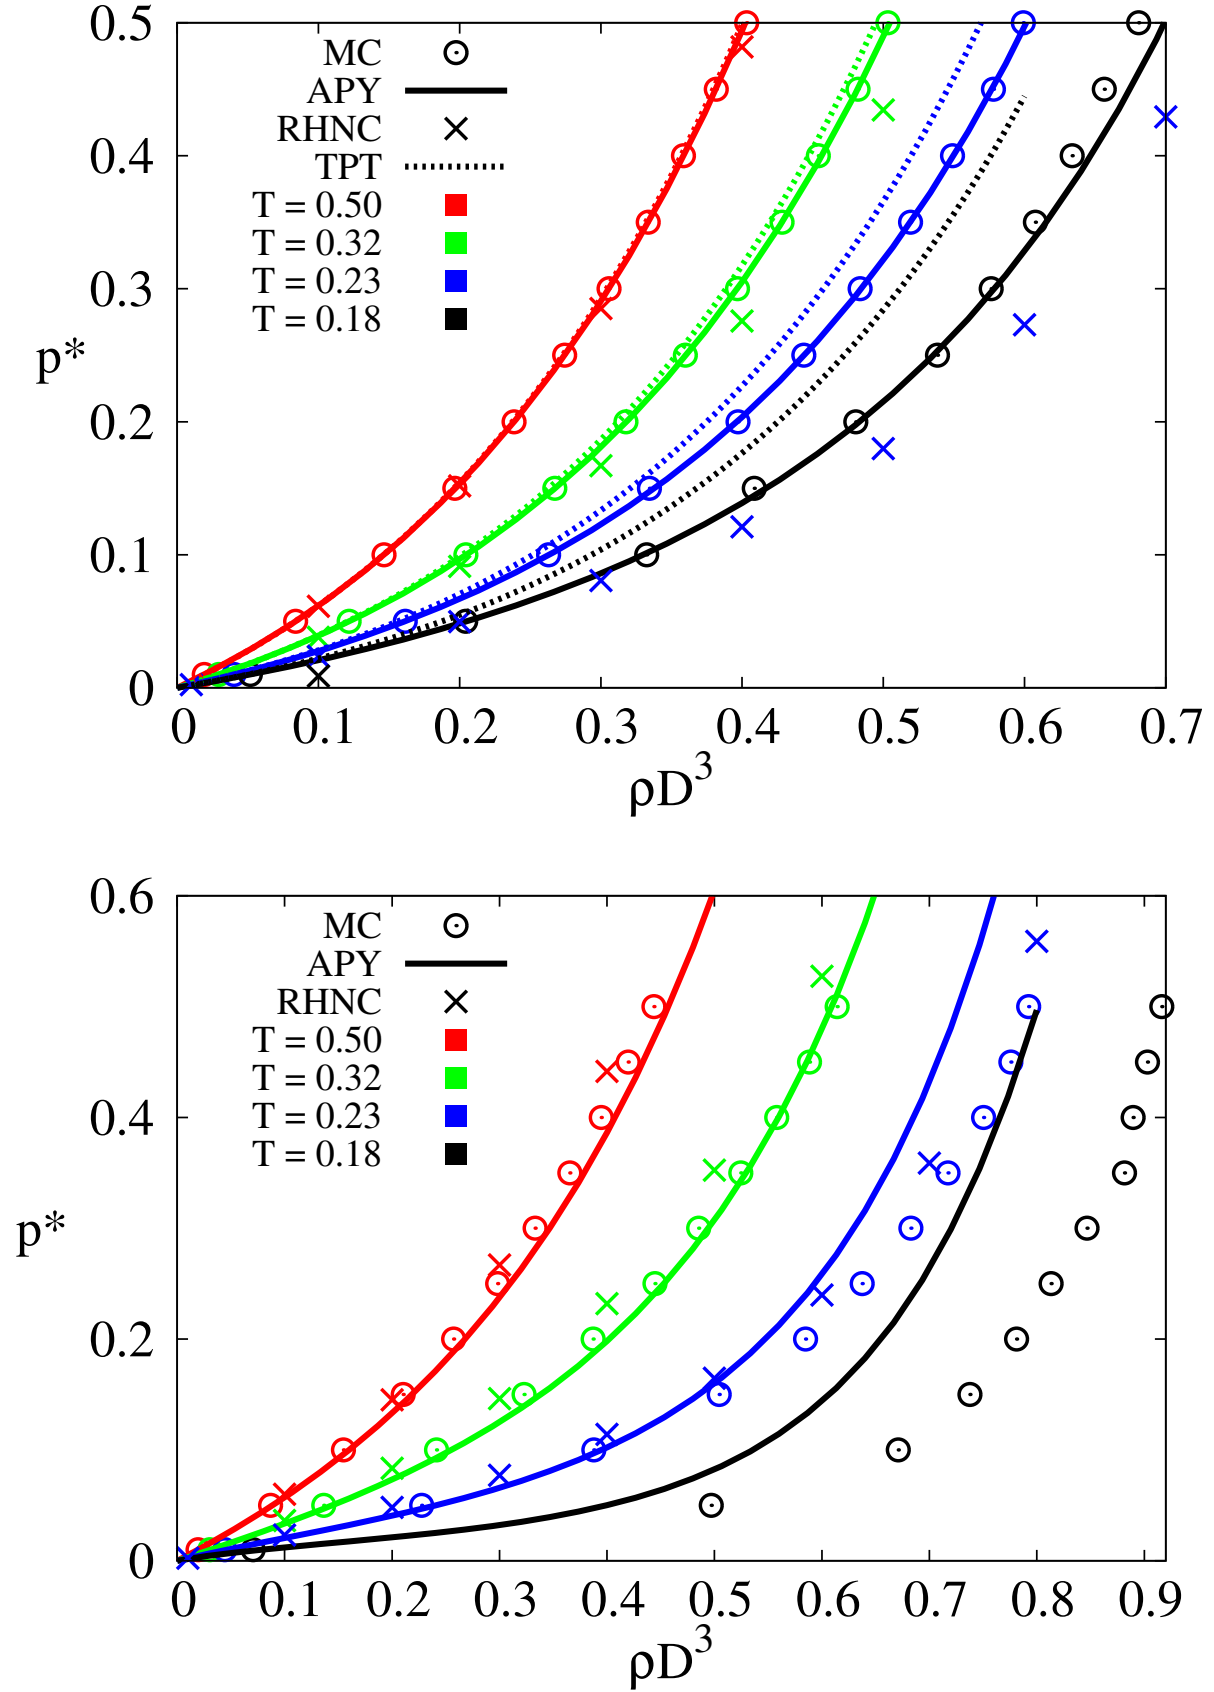 0.5
MC
APY
RHNC
0.4
TPT
T = 0.50
T = 0.32
0.3
T = 0.23
T = 0.18
p*
0.2
0.1
0
0 0.1 0.2 0.3 0.4 0.5 0.6 0.7
ρD³
0.6
MC
APY
RHNC
T = 0.50
T = 0.32
0.4
T = 0.23
T = 0.18
p*
0.2
0
0 0.1 0.2 0.3 0.4 0.5 0.6 0.7 0.8 0.9
ρD³